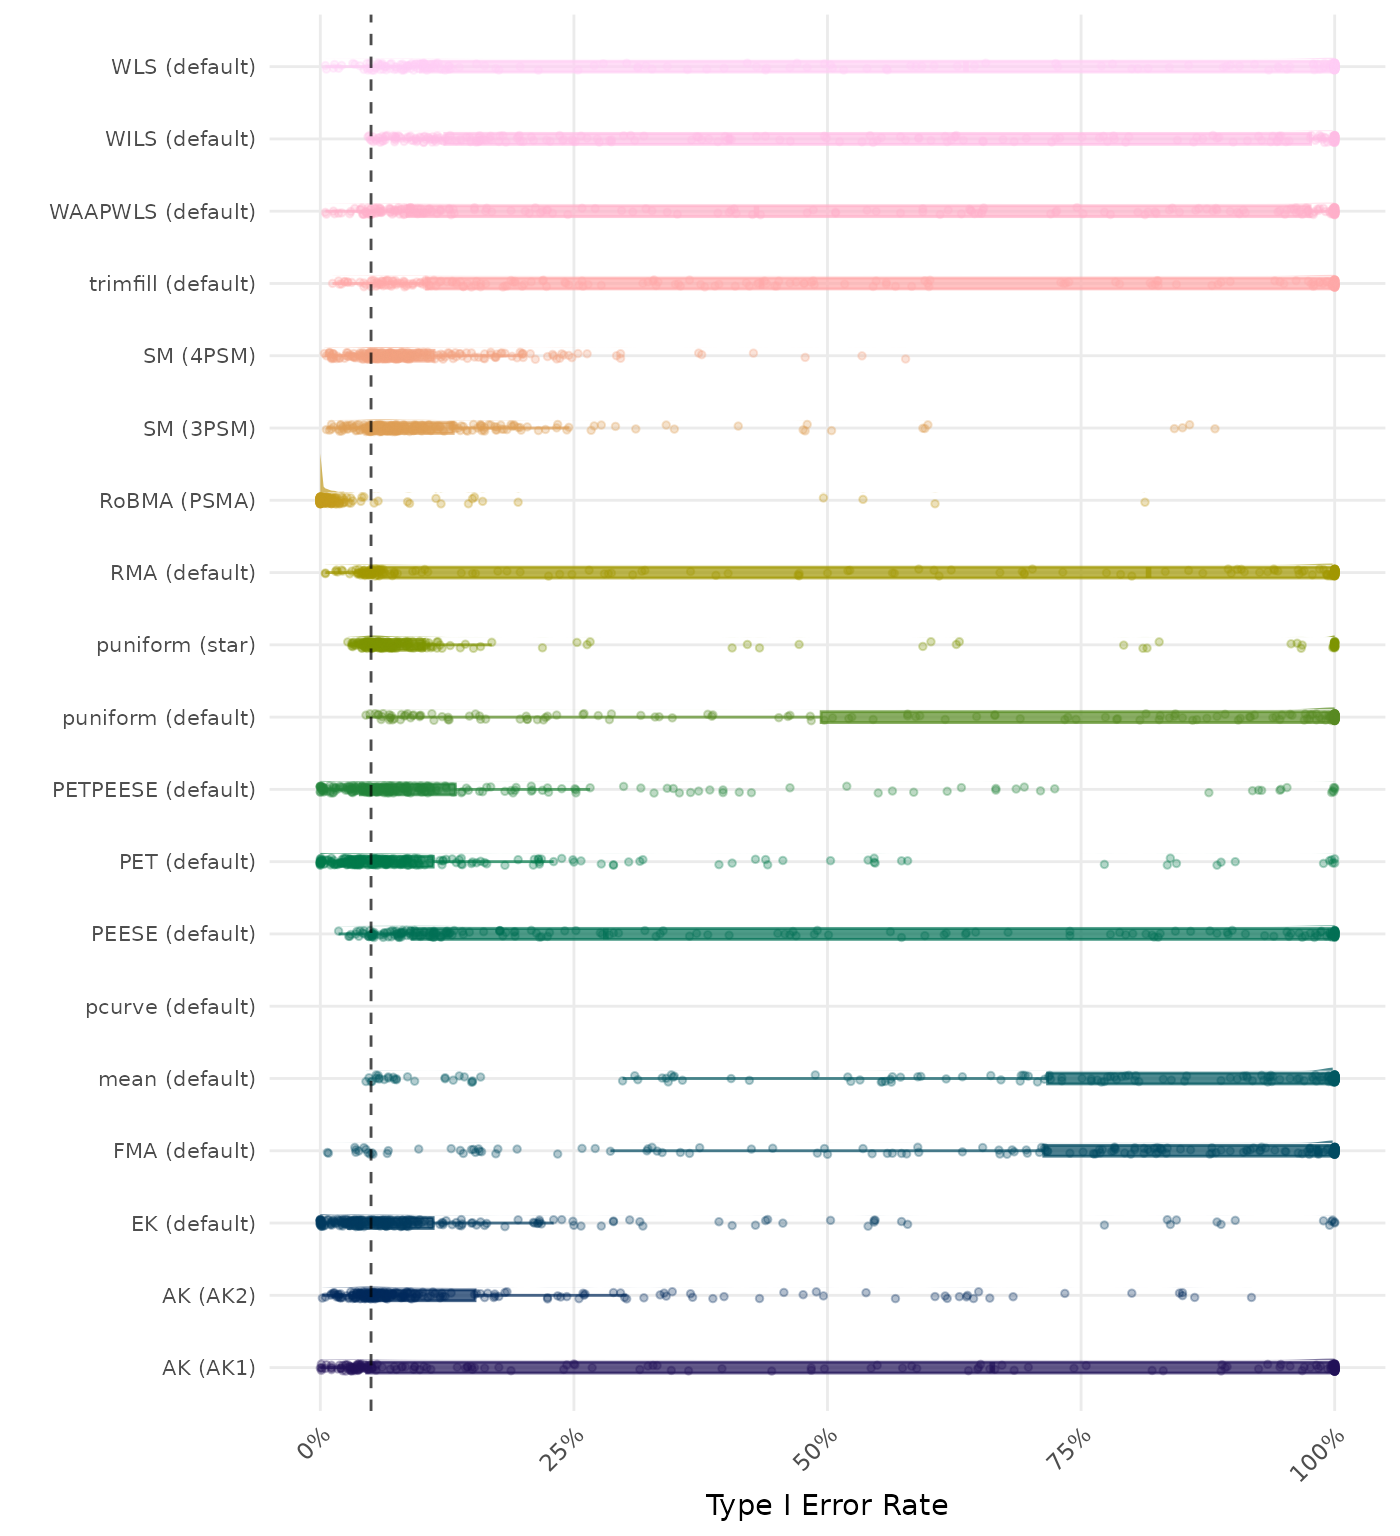 WLS (default)
WILS (default)
WAAPWLS (default)
trimfill (default)
SM (4PSM)
SM (3PSM)
RoBMA (PSMA)
RMA (default)
puniform (star)
puniform (default)
PETPEESE (default)
PET (default)
PEESE (default)
pcurve (default)
mean (default)
FMA (default)
EK (default)
AK (AK2)
AK (AK1)
0%
25%
50%
75%
100%
Type I Error Rate